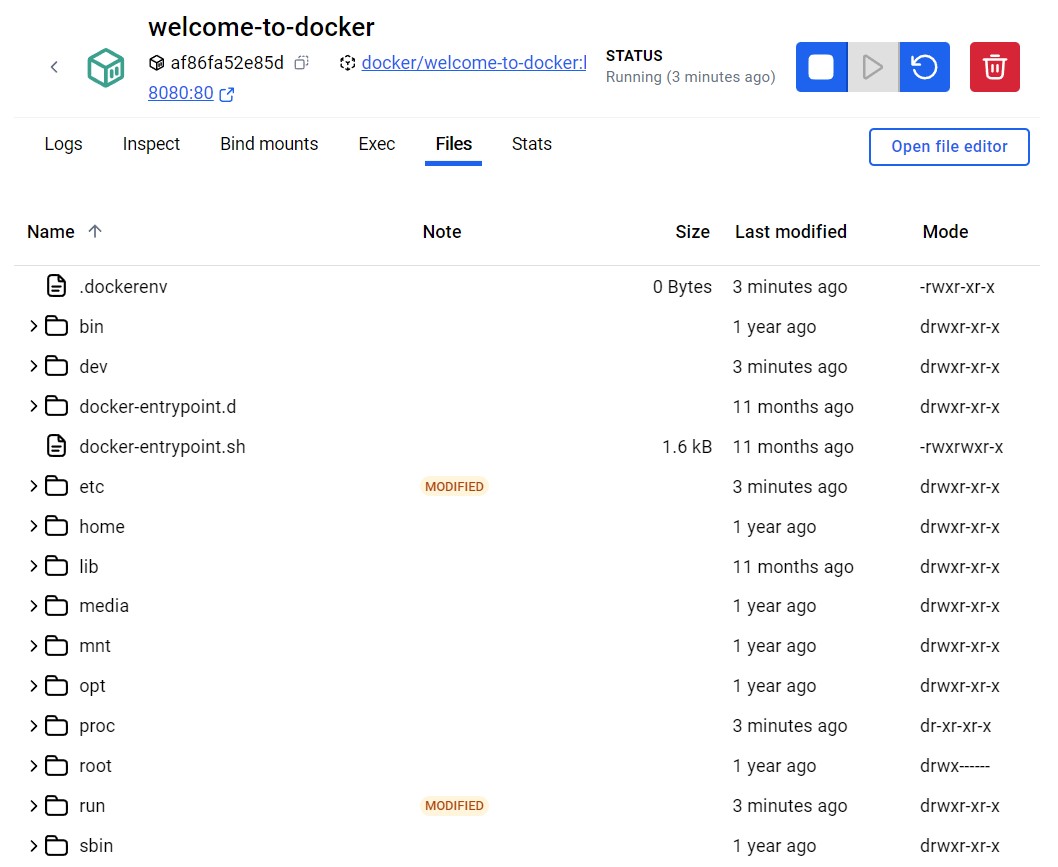 welcome-to-docker
af86fa52e85d docker/welcome-to-docker:l
8080:80
STATUS
Running (3 minutes ago)
Logs Inspect Bind mounts Exec Files Stats Open file editor
Name Note Size Last modified Mode
.dockerenv 0 Bytes 3 minutes ago -rwxr-xr-x
bin 1 year ago drwxr-xr-x
dev 3 minutes ago drwxr-xr-x
docker-entrypoint.d 11 months ago drwxr-xr-x
docker-entrypoint.sh 1.6 kB 11 months ago -rwxrwxr-x
etc MODIFIED 3 minutes ago drwxr-xr-x
home 1 year ago drwxr-xr-x
lib 11 months ago drwxr-xr-x
media 1 year ago drwxr-xr-x
mnt 1 year ago drwxr-xr-x
opt 1 year ago drwxr-xr-x
proc 3 minutes ago dr-xr-xr-x
root 1 year ago drwx------
run MODIFIED 3 minutes ago drwxr-xr-x
sbin 1 year ago drwxr-xr-x